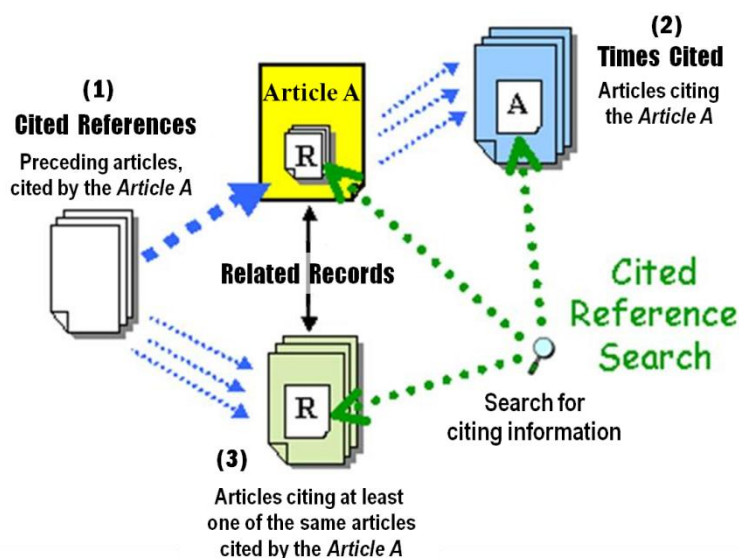 (1)
Cited References
Preceding articles,
cited by the Article A
Article A
R
(2)
Times Cited
Articles citing
the Article A
A
Related Records
R
(3)
Articles citing at least
one of the same articles
cited by the Article A
Cited
Reference
Search
Search for
citing information